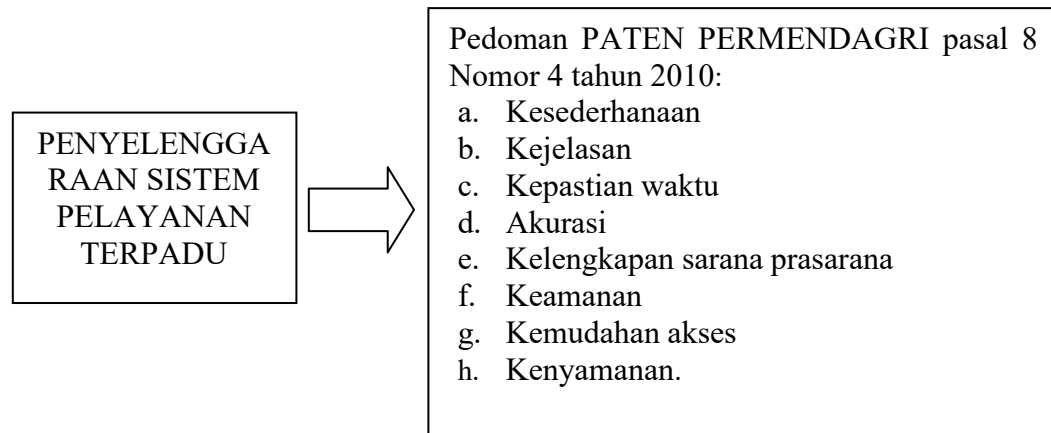 PENYELENGGA
RAAN SISTEM
PELAYANAN
TERPADU
Pedoman PATEN PERMENDAGRI pasal 8
Nomor 4 tahun 2010:
a. Kesederhanaan
b. Kejelasan
c. Kepastian waktu
d. Akurasi
e. Kelengkapan sarana prasarana
f. Keamanan
g. Kemudahan akses
h. Kenyamanan.